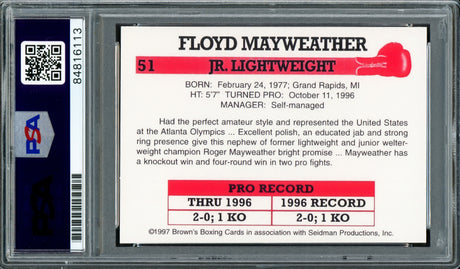 84816113
PSA
PSA
FLOYD MAYWEATHER
51 JR. LIGHTWEIGHT
BORN: February 24, 1977; Grand Rapids, MI
HT: 5'7" TURNED PRO: October 11, 1996
MANAGER: Self-managed
Had the perfect amateur style and represented the United States
at the Atlanta Olympics ... Excellent polish, an educated jab and strong
ring presence give this nephew of former lightweight and junior welter-
weight champion Roger Mayweather bright promise ... Mayweather has
a knockout win and four-round win in two pro fights.
PRO RECORD
THRU 1996 1996 RECORD
2-0; 1 KO 2-0; 1 KO
©1997 Brown's Boxing Cards in association with Seidman Productions, Inc.